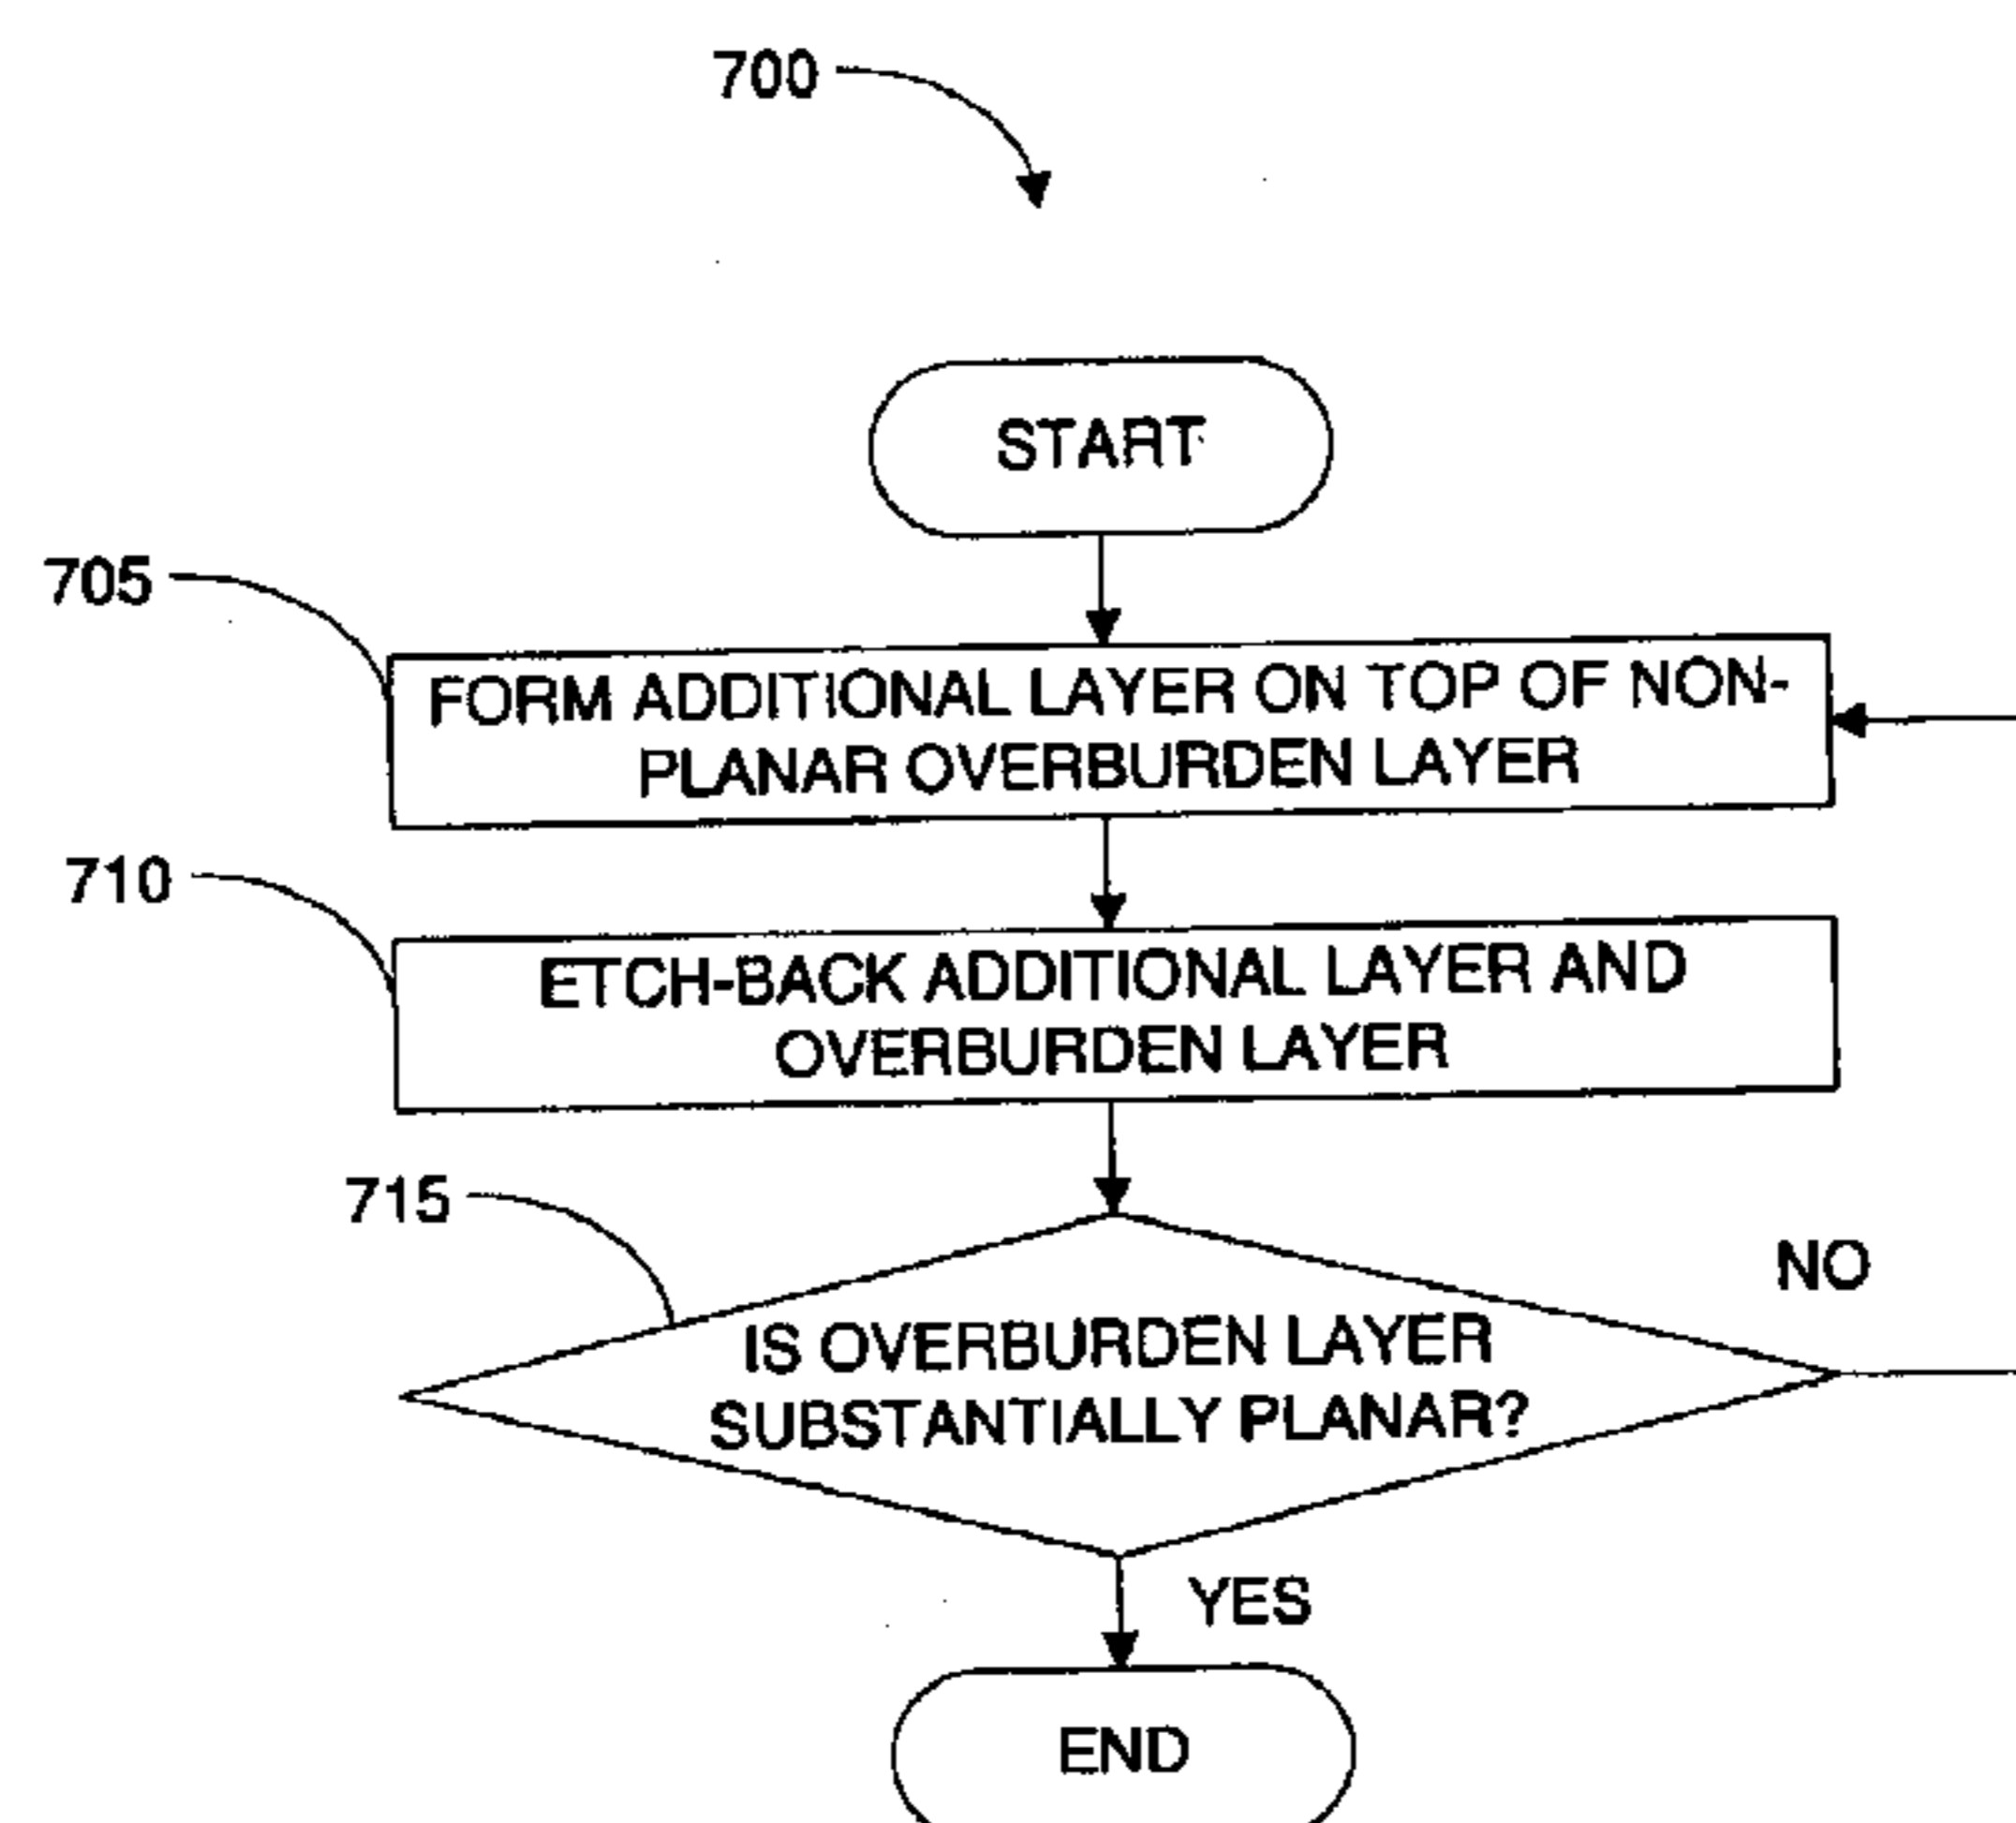 700
START
705
FORM ADDITIONAL LAYER ON TOP OF NON-
PLANAR OVERBURDEN LAYER
710
ETCH-BACK ADDITIONAL LAYER AND
OVERBURDEN LAYER
715
NO
IS OVERBURDEN LAYER
SUBSTANTIALLY PLANAR?
YES
END